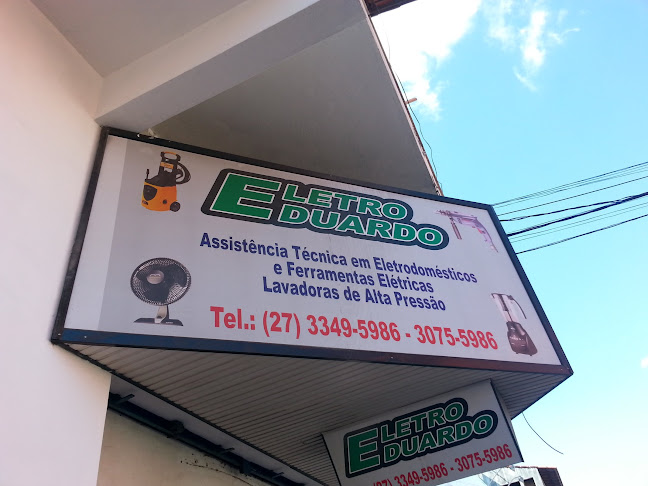 ELETRO
EDUARDO
Assistência Técnica em Eletrodomésticos
e Ferramentas Elétricas
Lavadoras de Alta Pressão
Tel.: (27) 3349-5986 - 3075-5986
ELETRO
EDUARDO
(27) 3349-5986 - 3075-5986